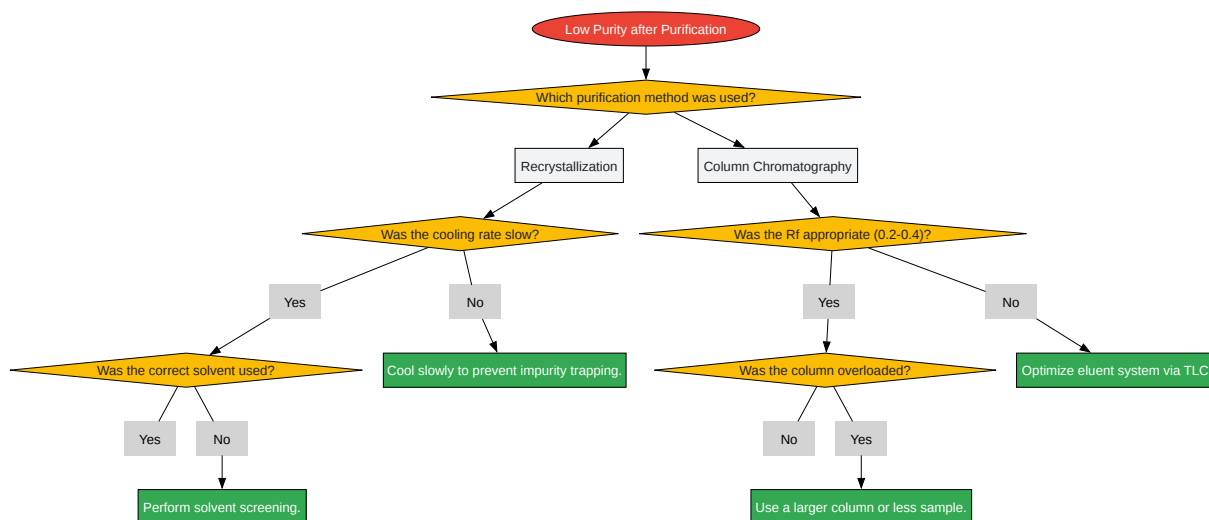 Low Purity after Purification
Which purification method was used?
Recrystallization
Column Chromatography
Was the cooling rate slow?
Was the Rf appropriate (0.2-0.4)?
Yes
No
Yes
No
Was the correct solvent used?
Cool slowly to prevent impurity trapping.
Was the column overloaded?
Optimize eluent system via TLC
Yes
No
No
Yes
Perform solvent screening.
Use a larger column or less sample.